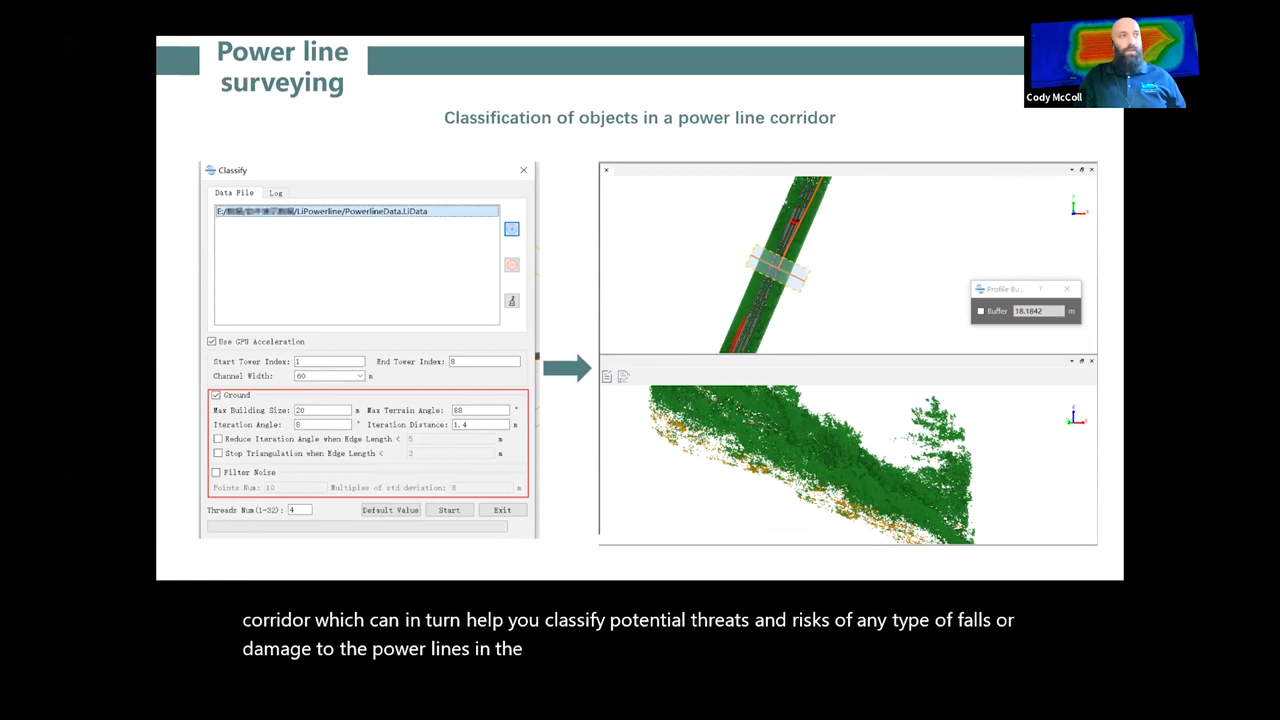 Power line
surveying
Cody McColl
Classification of objects in a power line corridor
Classify
Data File Log
E:/ /LiPowerline/PowerlineData.LiData
Use GPU Acceleration
Start Tower Index: 1 End Tower Index: 8
Channel Width: 60 m
Ground
Max Building Size: 20 m Max Terrain Angle: 88 °
Iteration Angle: 8 ° Iteration Distance: 1.4 m
Reduce Iteration Angle when Edge Length < 5 m
Stop Triangulation when Edge Length < 2 m
Filter Noise
Points Num: 10 Multiples of std deviation: 8 m
Threads Num(1-32): 4 Default Value Start Exit
Profile Bu... ?
Buffer 18.1842 m
corridor which can in turn help you classify potential threats and risks of any type of falls or
damage to the power lines in the